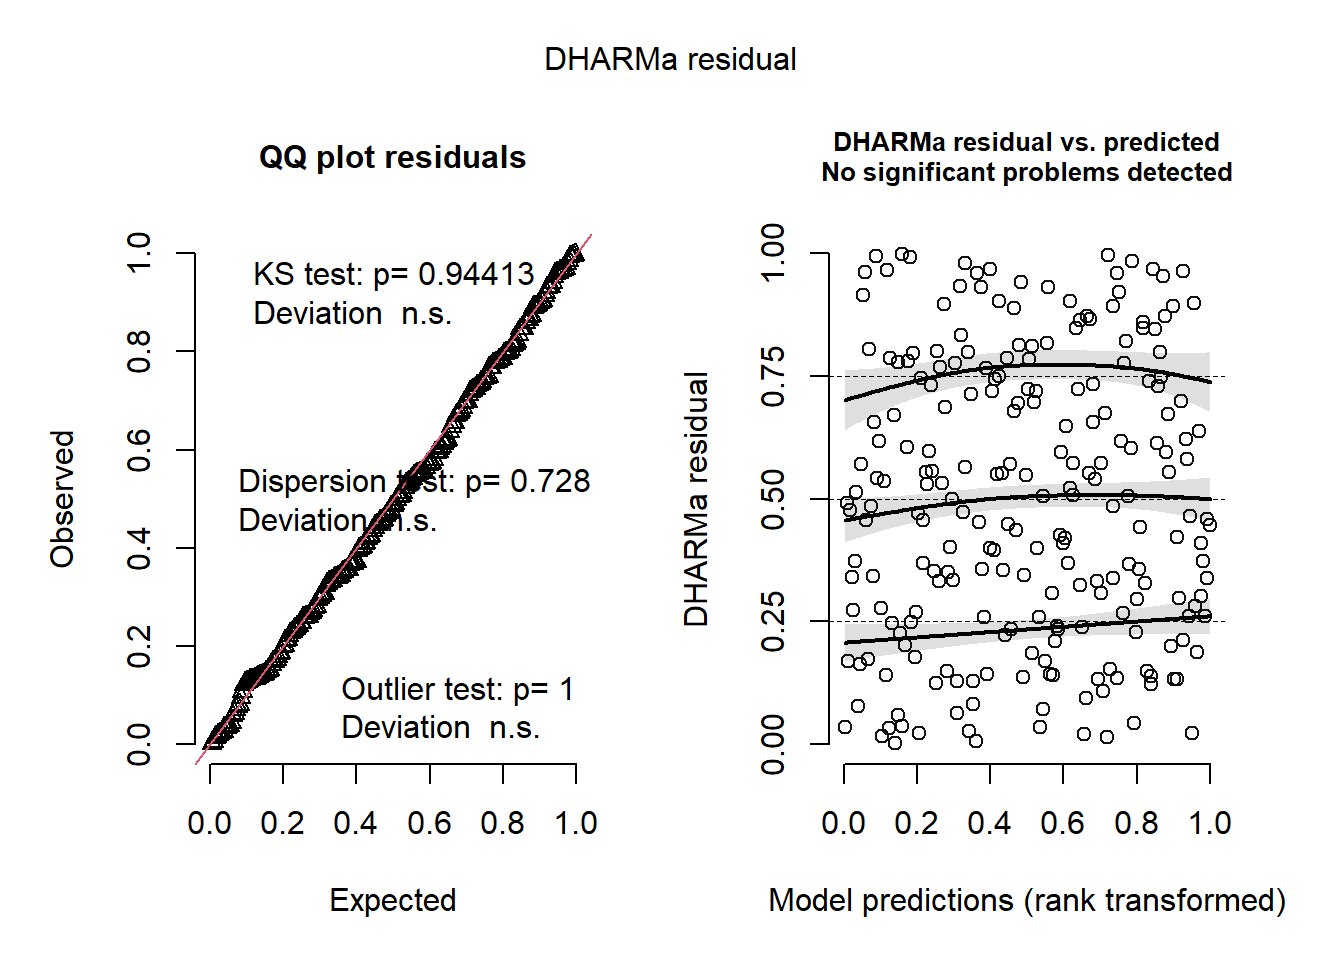 DHARMa residual
QQ plot residuals
KS test: p= 0.94413
Deviation  n.s.
Dispersion test: p= 0.728
Deviation  n.s.
Outlier test: p= 1
Deviation  n.s.
Observed
1.0
0.8
0.6
0.4
0.2
0.0
0.0 0.2 0.4 0.6 0.8 1.0
Expected
DHARMa residual vs. predicted
No significant problems detected
DHARMa residual
1.00
0.75
0.50
0.25
0.00
0.0 0.2 0.4 0.6 0.8 1.0
Model predictions (rank transformed)